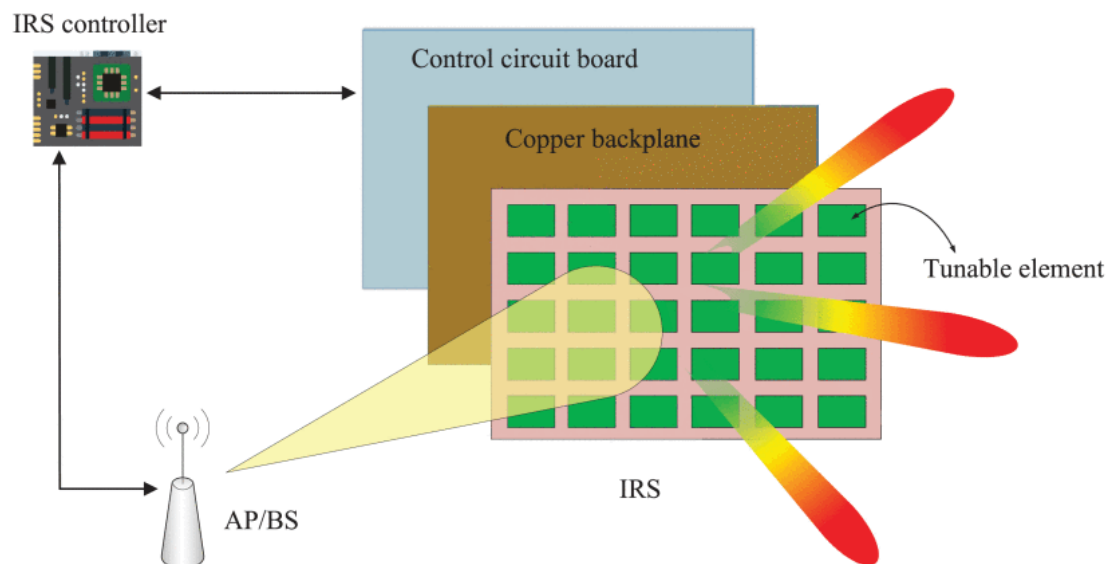 IRS controller
Control circuit board
Copper backplane
Tunable element
IRS
AP/BS